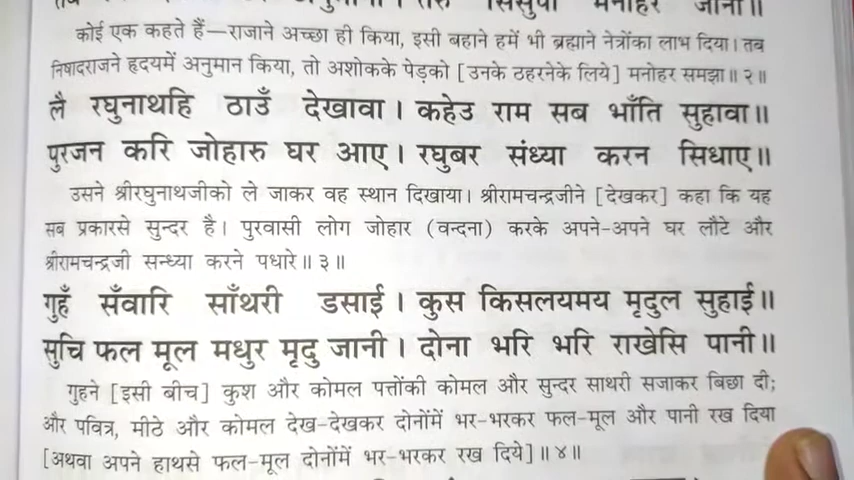 मनोहर जानी॥
कोई एक कहते हैं—राजाने अच्छा ही किया, इसी बहाने हमें भी ब्रह्माने नेत्रोंका लाभ दिया। तब
निषादराजने हृदयमें अनुमान किया, तो अशोकके पेड़को [उनके ठहरनेके लिये] मनोहर समझा॥२॥
लै रघुनाथहि ठाउँ देखावा। कहेउ राम सब भाँति सुहावा॥
पुरजन करि जोहारु घर आए। रघुबर संध्या करन सिधाए॥
उसने श्रीरघुनाथजीको ले जाकर वह स्थान दिखाया। श्रीरामचन्द्रजीने [देखकर] कहा कि यह
सब प्रकारसे सुन्दर है। पुरवासी लोग जोहार (वन्दना) करके अपने-अपने घर लौटे और
श्रीरामचन्द्रजी सन्ध्या करने पधारे॥३॥
गुहँ सँवारि साँथरी डसाई। कुस किसलयमय मृदुल सुहाई॥
सुचि फल मूल मधुर मृदु जानी। दोना भरि भरि राखेसि पानी॥
गुहने [इसी बीच] कुश और कोमल पत्तोंकी कोमल और सुन्दर साथरी सजाकर बिछा दी;
और पवित्र, मीठे और कोमल देख-देखकर दोनोंमें भर-भरकर फल-मूल और पानी रख दिया
[अथवा अपने हाथसे फल-मूल दोनोंमें भर-भरकर रख दिये]॥४॥